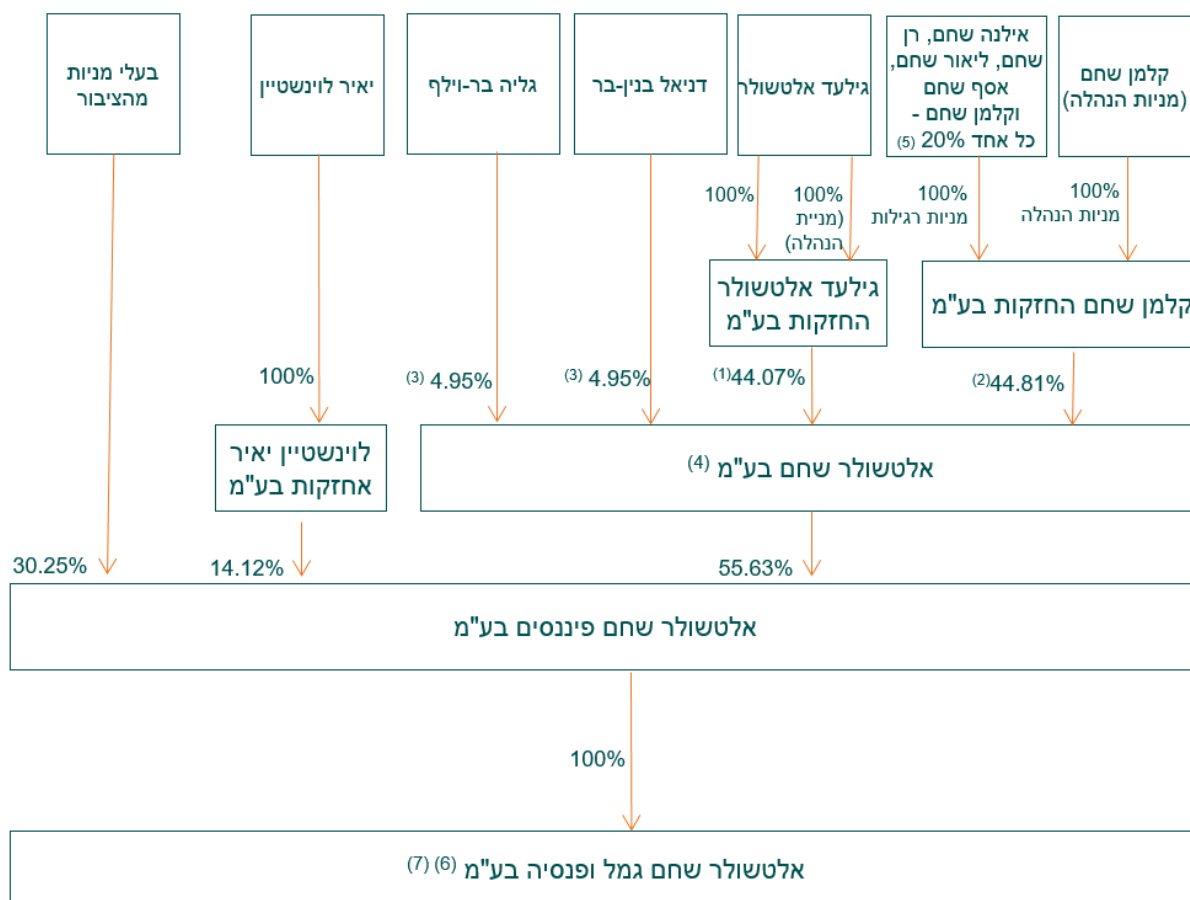 קלמן שחם
(מניות הנהלה)
אילנה שחם, רן
שחם, ליאור שחם,
אסף שחם
וקלמן שחם -
כל אחד 20% (5)
גילעד אלטשולר
דניאל בנין-בר
גליה בר-וילף
יאיר לוינשטיין
בעלי מניות
מהציבור
100%
מניות הנהלה
100%
מניות רגילות
100%
(מניית
הנהלה)
100%
קלמן שחם החזקות בע"מ
גילעד אלטשולר
החזקות בע"מ
(2)44.81%
(1)44.07%
(3) 4.95%
(3) 4.95%
100%
אלטשולר שחם בע"מ (4)
לוינשטיין יאיר
אחזקות בע"מ
55.63%
14.12%
30.25%
אלטשולר שחם פיננסים בע"מ
100%
אלטשולר שחם גמל ופנסיה בע"מ (6) (7)